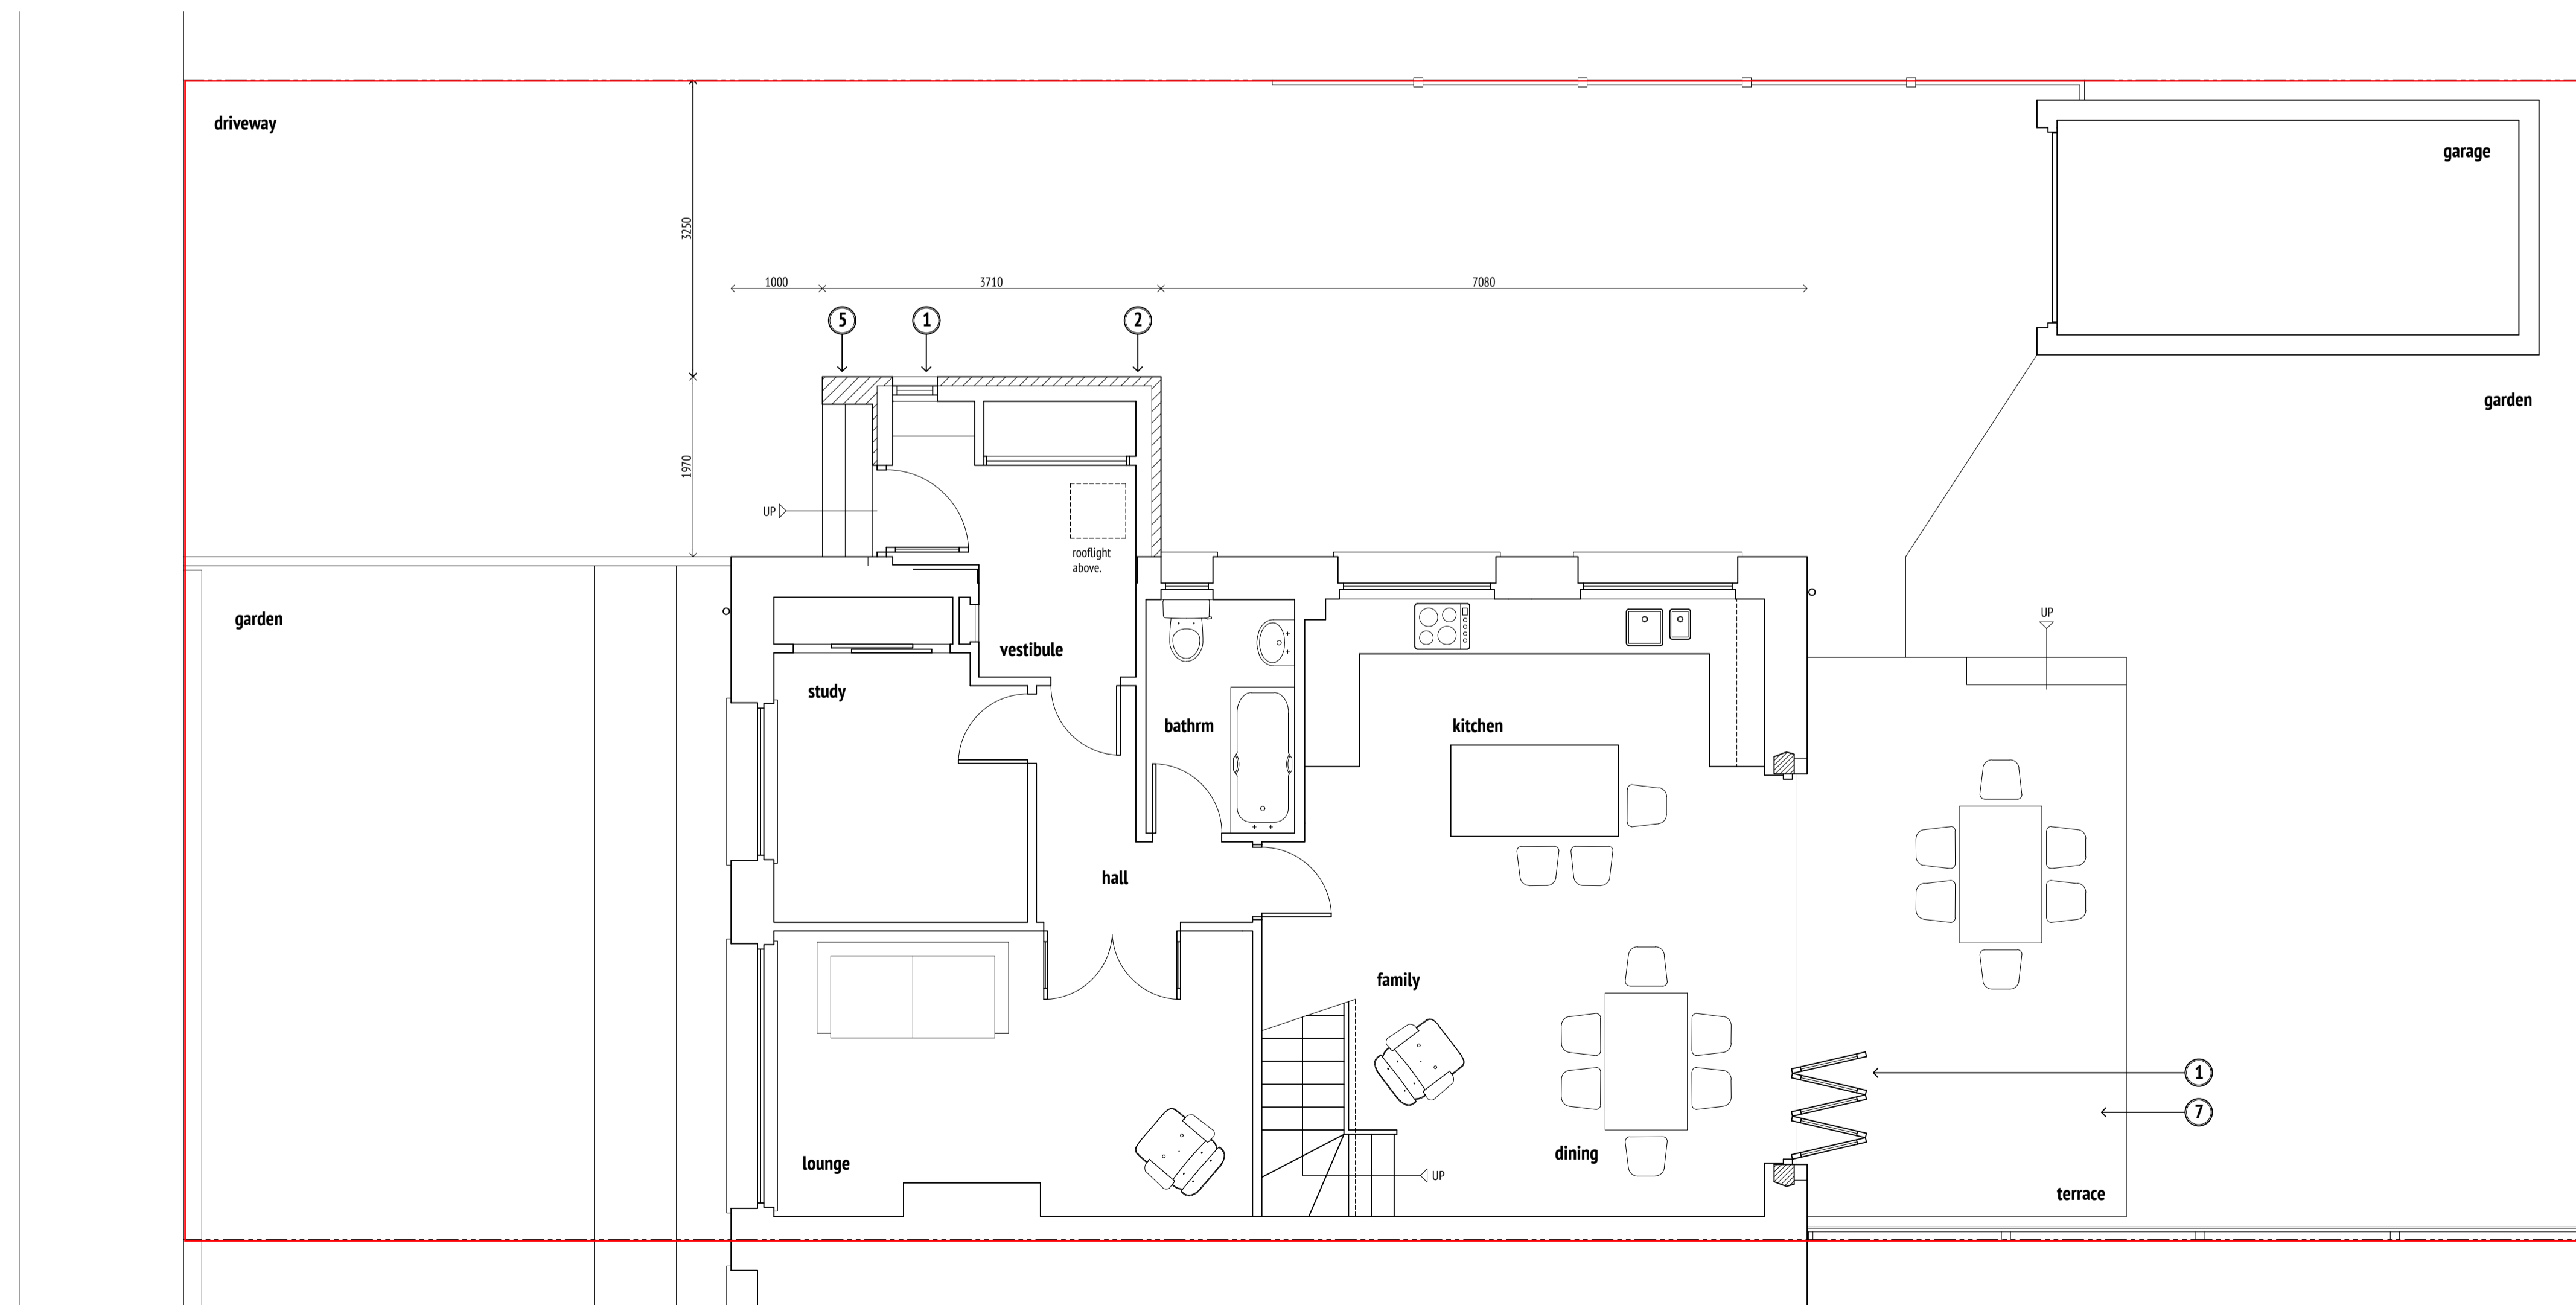 driveway
garage
3250
1000
3710
7080
5
1
2
garden
1970
UP
rooflight
above.
garden
UP
vestibule
study
bathrm
kitchen
hall
family
1
7
dining
lounge
UP
terrace